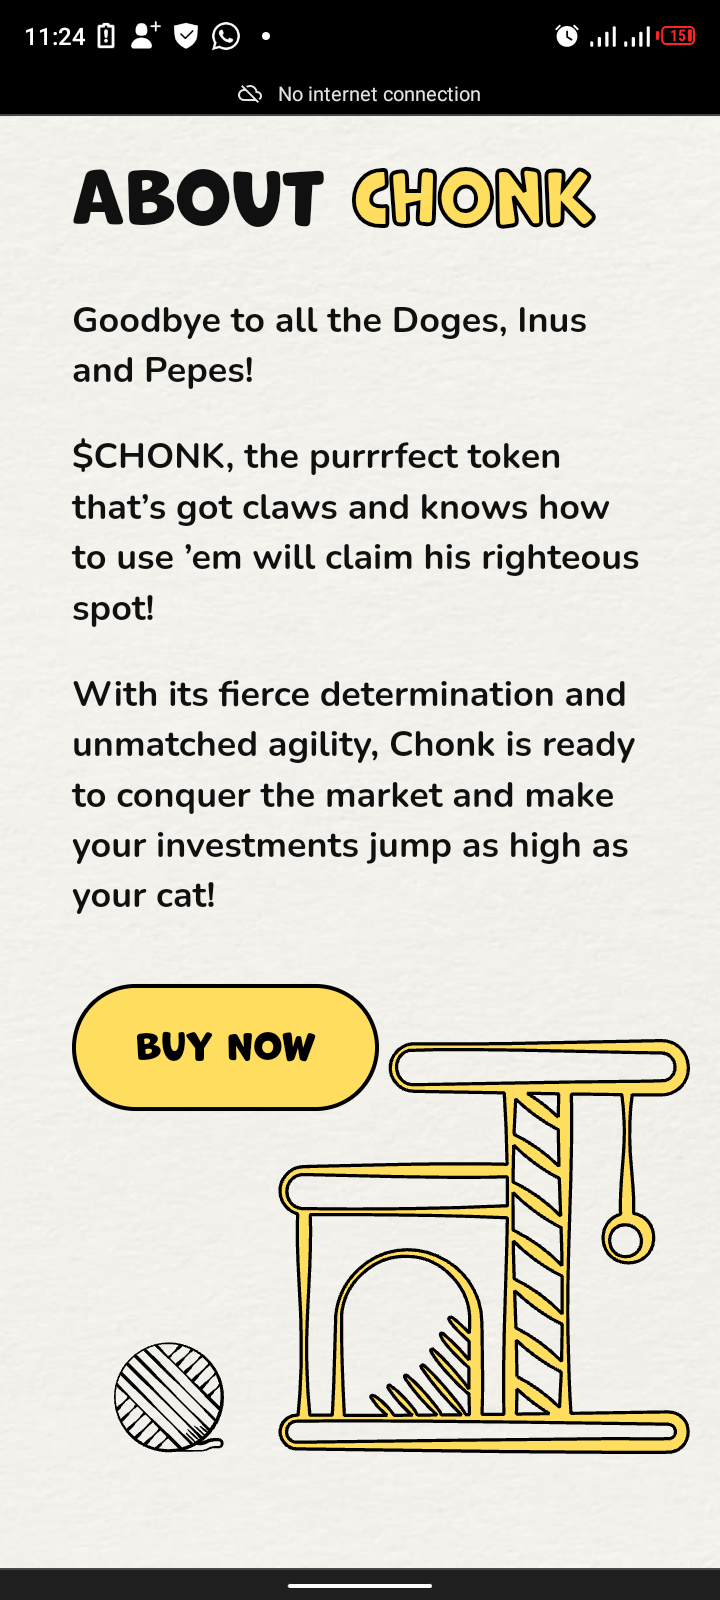 11:24
15
No internet connection
ABOUT CHONK
Goodbye to all the Doges, Inus
and Pepes!
$CHONK, the purrrfect token
that’s got claws and knows how
to use ’em will claim his righteous
spot!
With its fierce determination and
unmatched agility, Chonk is ready
to conquer the market and make
your investments jump as high as
your cat!
BUY NOW